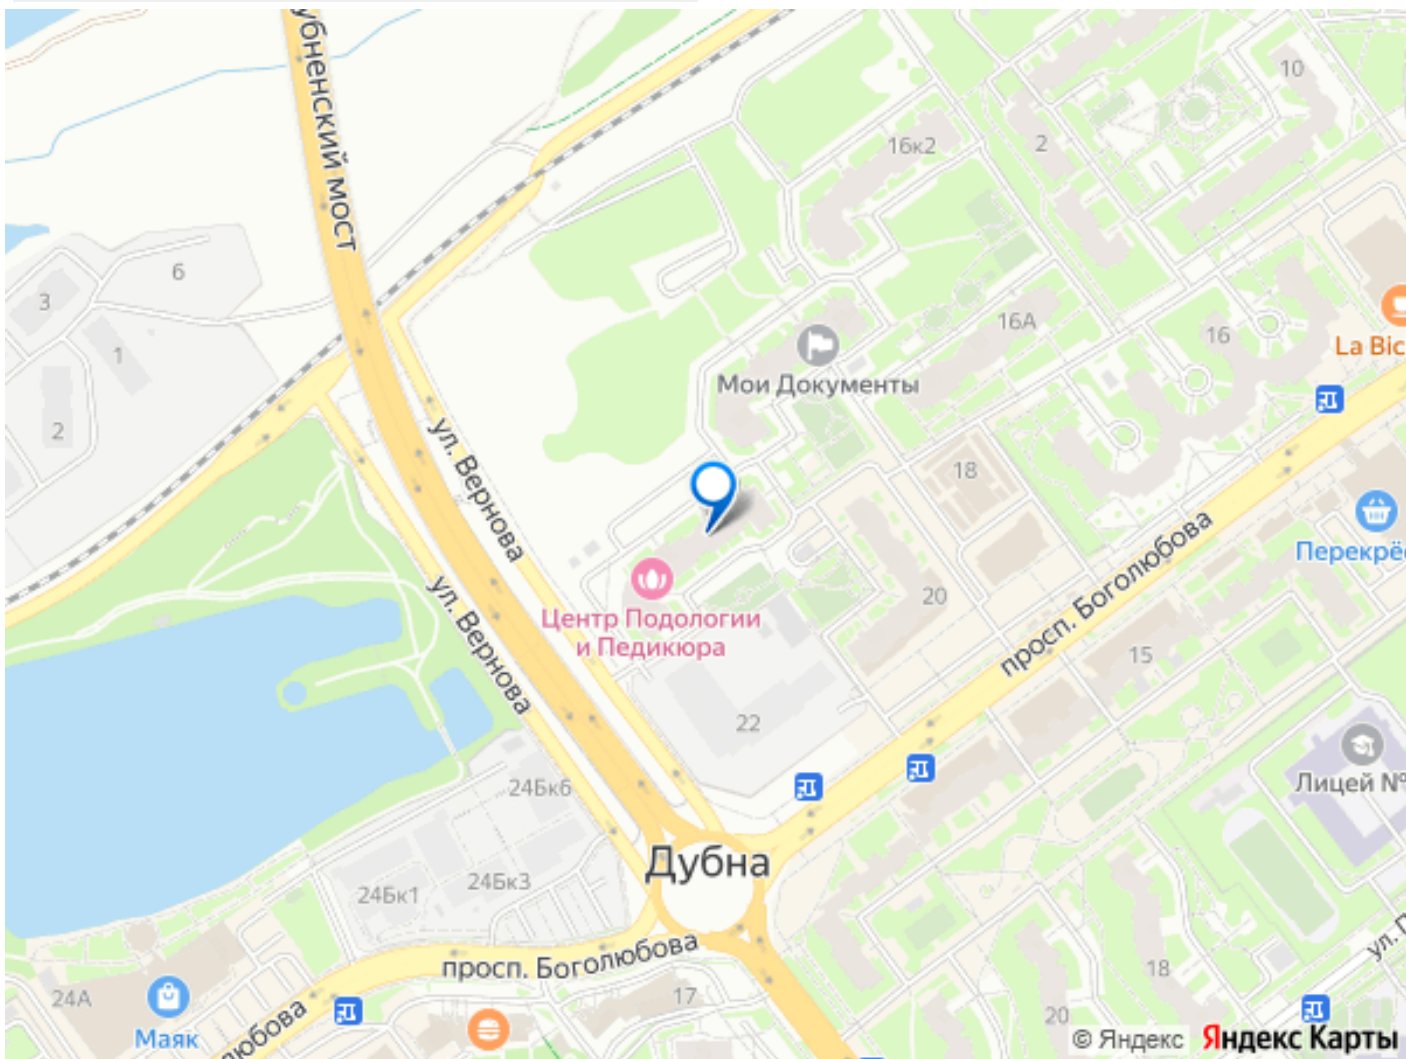 убненский мост
10
16к2
2
6
3
1
2
16А
16
La Bic
Мои Документы
ул. Вернова
18
просп. Боголюбова
Перекрё
20
ул. Вернова
Центр Подологии
и Педикюра
15
22
Лицей №
24Бк6
Дубна
24Бк3
24Бк1
просп. Боголюбова
ул. П
18
17
24А
20
Маяк
любова
© Яндекс Яндекс Карты